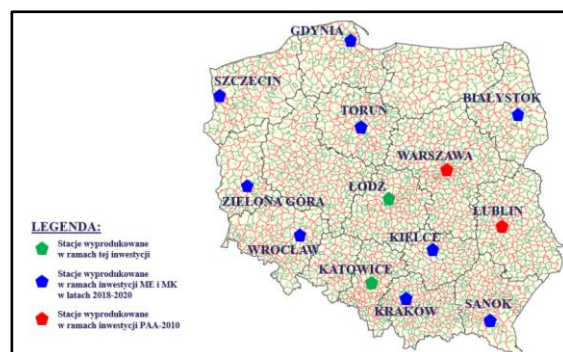 GDYNIA
SZCZECIN
BIAŁYSTOK
TORUŃ
WARSZAWA
ŁÓDŹ
ZIELONA GÓRA
LUBLIN
WROCŁAW
KIELCE
KATOWICE
KRAKÓW
SANOK
LEGENDA:
Stacje wyprodukowane
w ramach tej inwestycji
Stacje wyprodukowane
w ramach inwestycji ME i MK
w latach 2018-2020
Stacje wyprodukowane
w ramach inwestycji PAA-2010